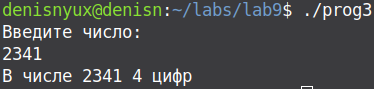 denisnyux@denisn:~/labs/lab9$ ./prog3
Введите число:
2341
В числе 2341 4 цифр